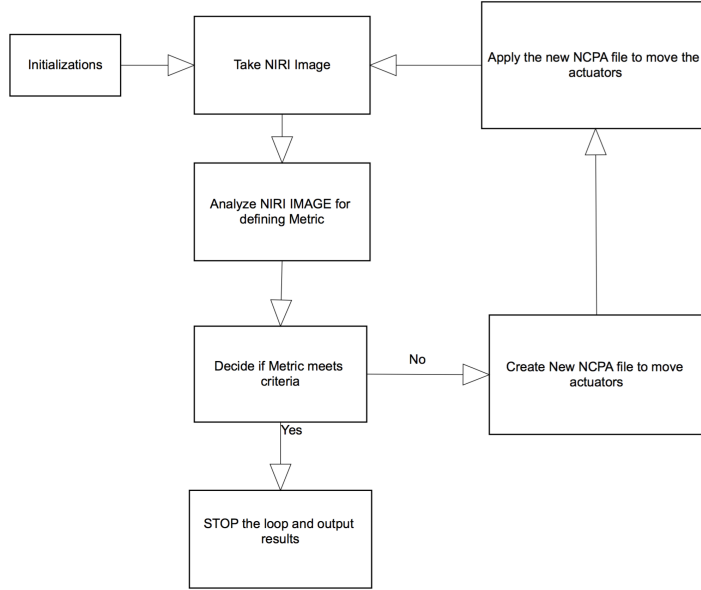 Initializations
Take NIRI Image
Apply the new NCPA file to move the
actuators
Analyze NIRI IMAGE for
defining Metric
Decide if Metric meets
criteria
No
Create New NCPA file to move
actuators
Yes
STOP the loop and output
results